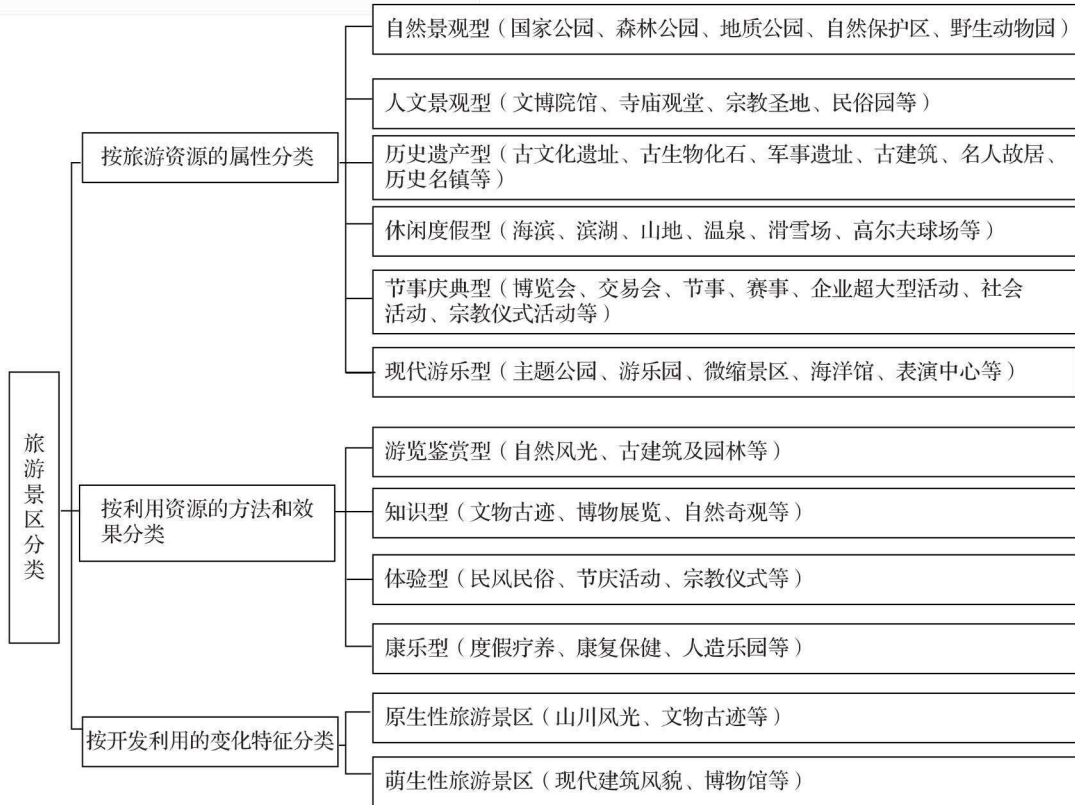 旅游景区分类
按旅游资源的属性分类
自然景观型（国家公园、森林公园、地质公园、自然保护区、野生动物园）
人文景观型（文博院馆、寺庙观堂、宗教圣地、民俗园等）
历史遗产型（古文化遗址、古生物化石、军事遗址、古建筑、名人故居、
历史名镇等）
休闲度假型（海滨、滨湖、山地、温泉、滑雪场、高尔夫球场等）
节事庆典型（博览会、交易会、节事、赛事、企业超大型活动、社会
活动、宗教仪式活动等）
现代游乐型（主题公园、游乐园、微缩景区、海洋馆、表演中心等）
按利用资源的方法和效
果分类
游览鉴赏型（自然风光、古建筑及园林等）
知识型（文物古迹、博物展览、自然奇观等）
体验型（民风民俗、节庆活动、宗教仪式等）
康乐型（度假疗养、康复保健、人造乐园等）
按开发利用的变化特征分类
原生性旅游景区（山川风光、文物古迹等）
萌生性旅游景区（现代建筑风貌、博物馆等）